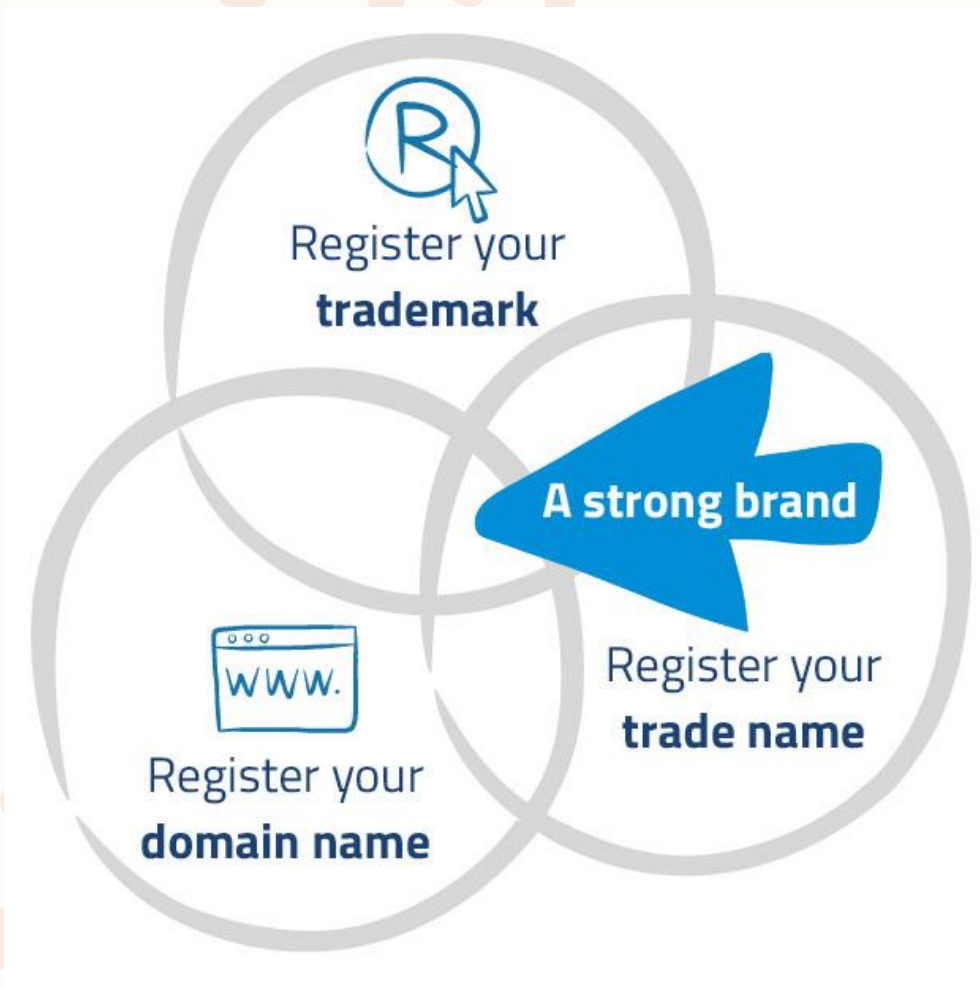 R
Register your
trademark
A strong brand
Register your
trade name
www.
Register your
domain name